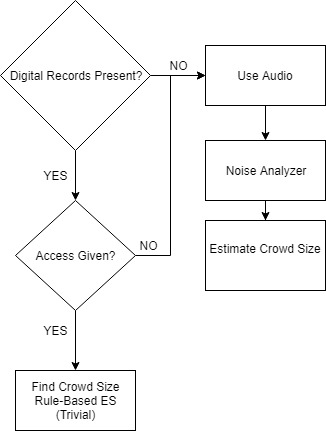 Digital Records Present?
NO
Use Audio
YES
Noise Analyzer
Access Given?
NO
Estimate Crowd Size
YES
Find Crowd Size
Rule-Based ES
(Trivial)